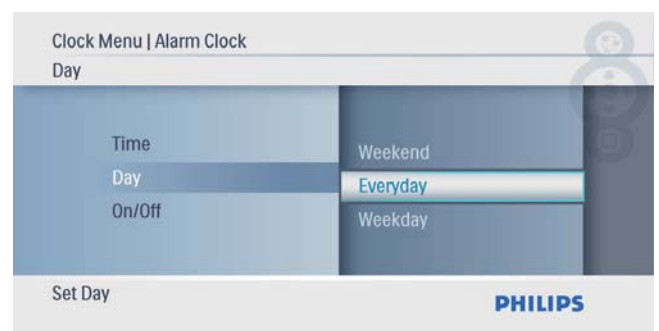 Clock Menu | Alarm Clock
Day
Time
Day
On/Off
Weekend
Everyday
Weekday
Set Day
PHILIPS